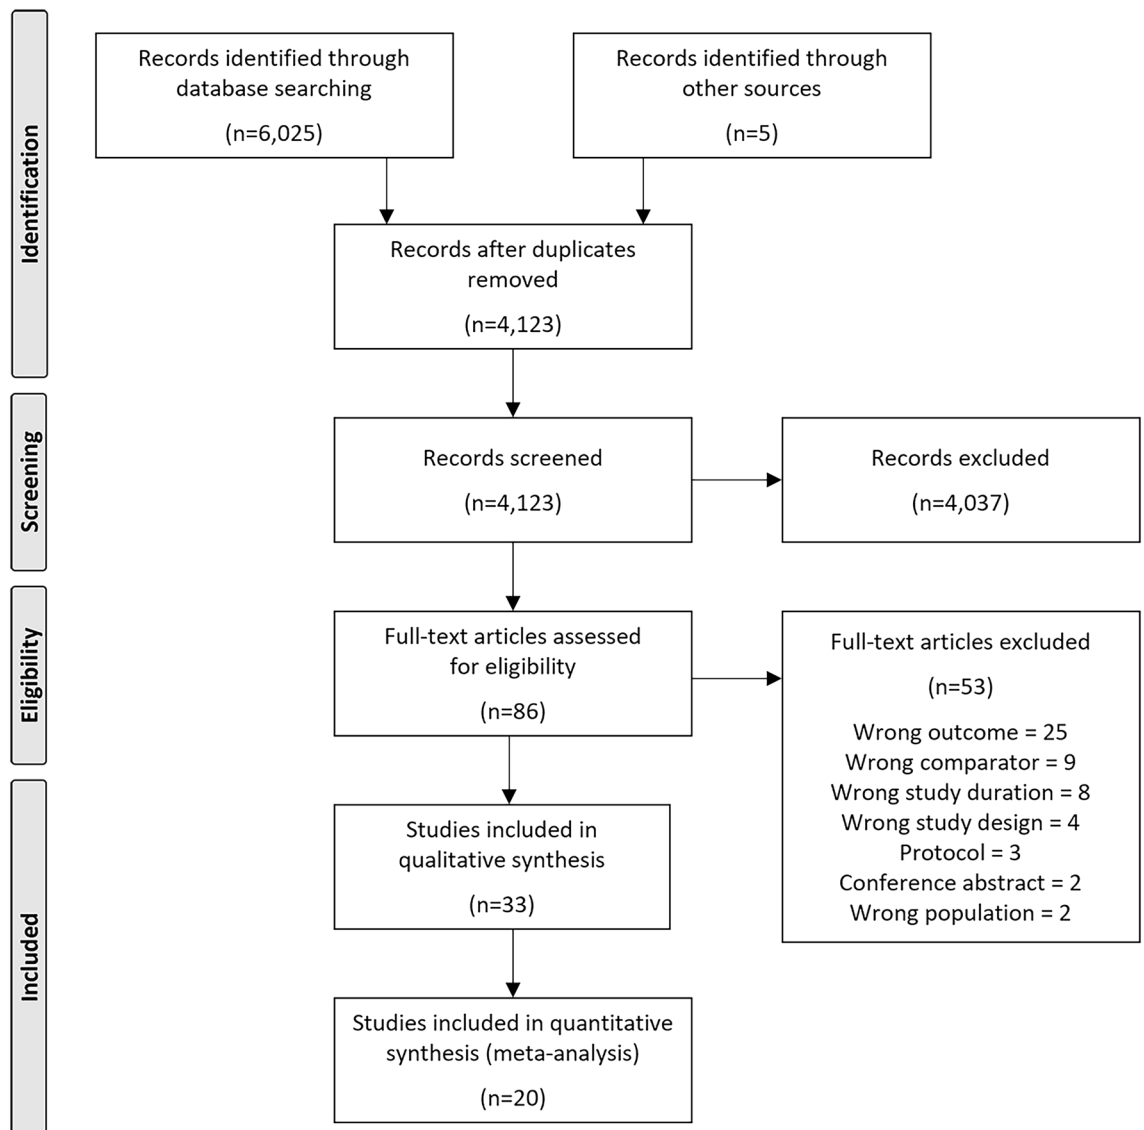 Identification
Records identified through
database searching
(n=6,025)
Records identified through
other sources
(n=5)
Records after duplicates
removed
(n=4,123)
Screening
Records screened
(n=4,123)
Records excluded
(n=4,037)
Eligibility
Full-text articles assessed
for eligibility
(n=86)
Full-text articles excluded
(n=53)
Wrong outcome = 25
Wrong comparator = 9
Wrong study duration = 8
Wrong study design = 4
Protocol = 3
Conference abstract = 2
Wrong population = 2
Included
Studies included in
qualitative synthesis
(n=33)
Studies included in quantitative
synthesis (meta-analysis)
(n=20)